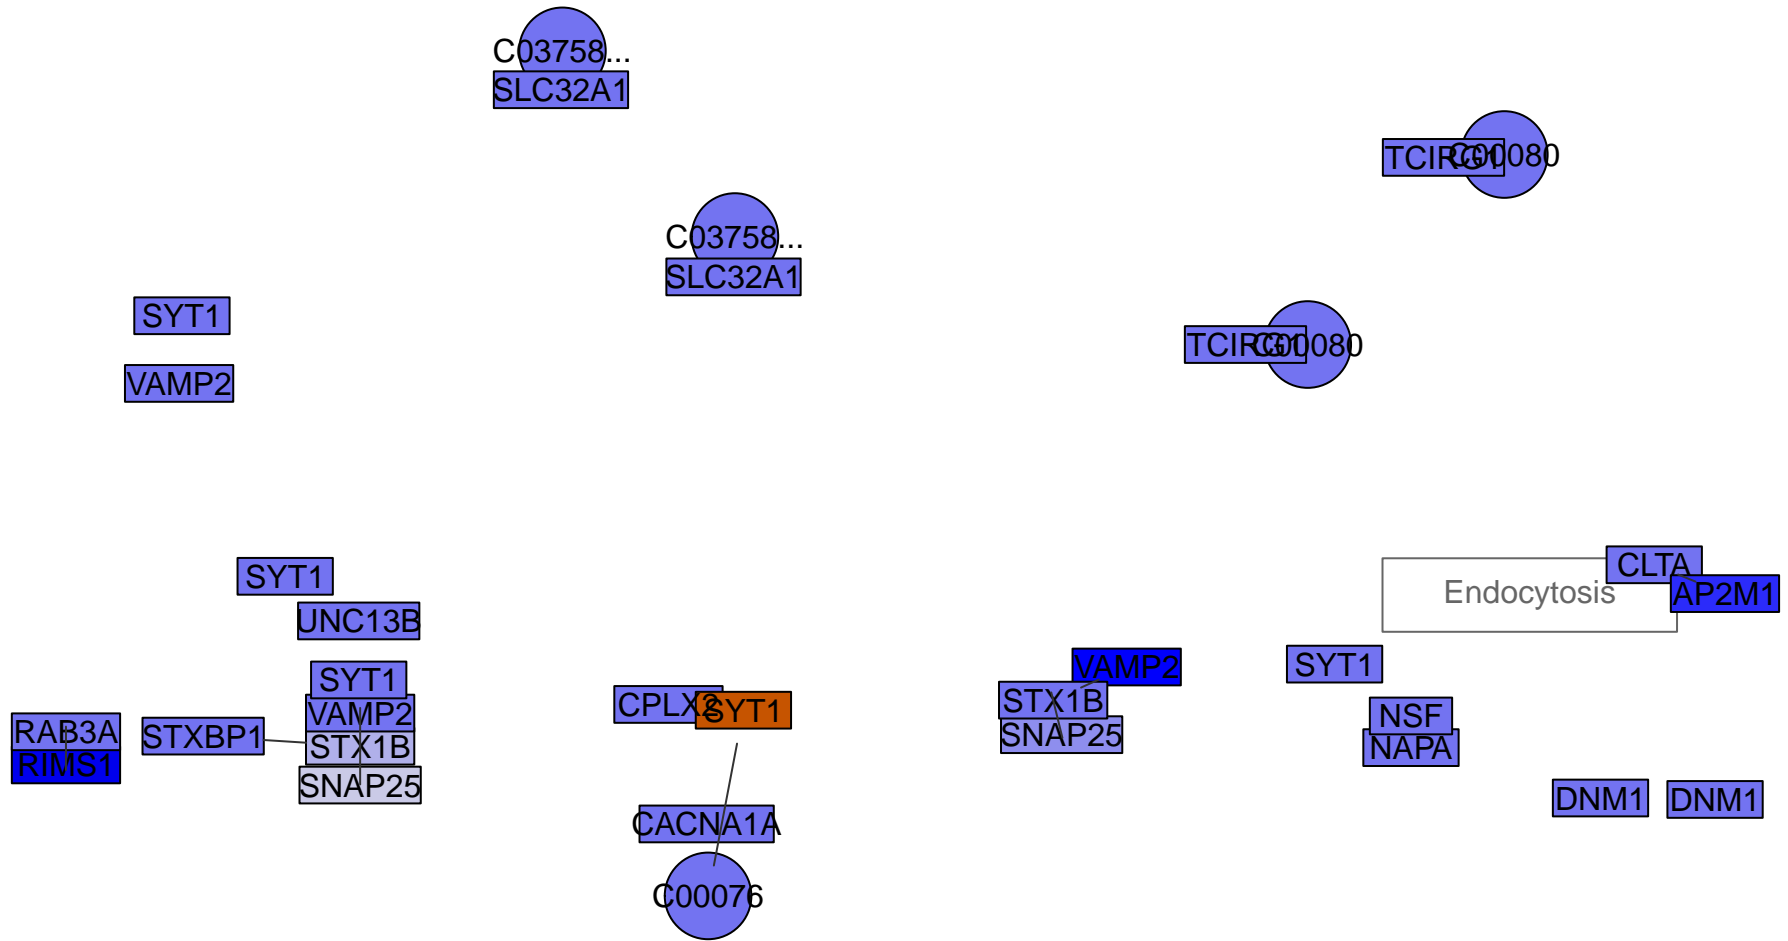 C03758...
SLC32A1
TCIRG1
C00080
C03758...
SLC32A1
SYT1
TCIRG1
C00080
VAMP2
SYT1
UNC13B
CLTA
Endocytosis
AP2M1
SYT1
VAMP2
SYT1
VAMP2
RAB3A
STXBP1
STX1B
RIMS1
SNAP25
CPLX2
SYT1
STX1B
SNAP25
NSF
NAPA
CACNA1A
DNM1
DNM1
C00076